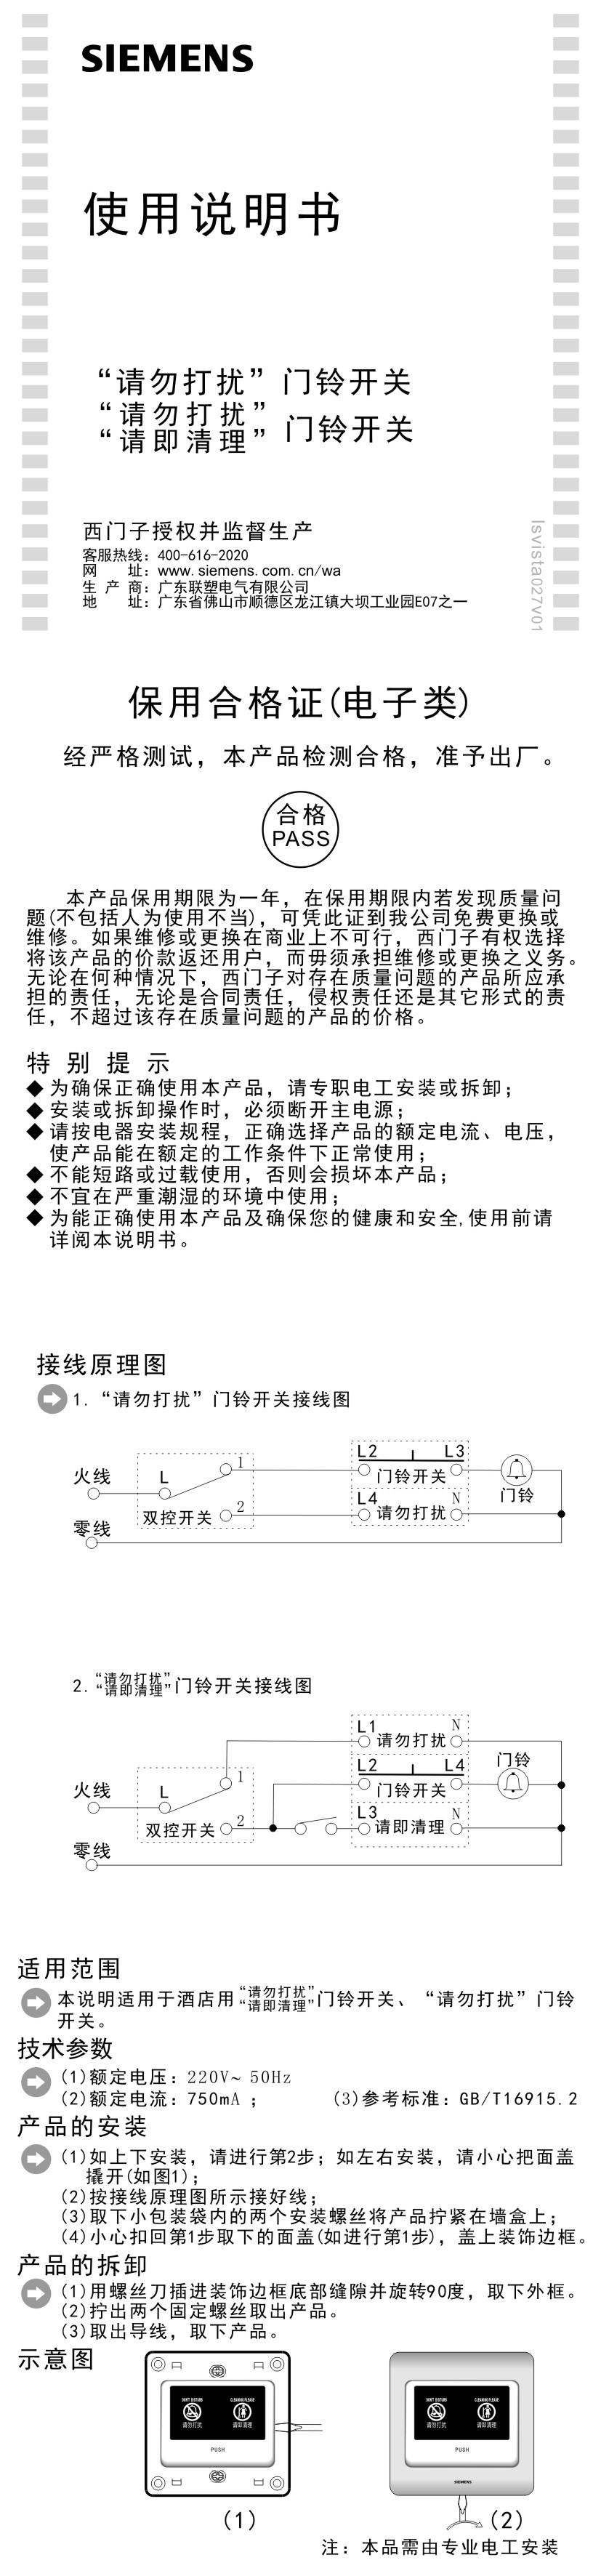 SIEMENS
使用说明书
“请勿打扰”门铃开关
“请勿打扰”
“请即清理”门铃开关
西门子授权并监督生产
客服热线：400-616-2020
网 址：www.siemens.com.cn/wa
生 产 商：广东联塑电气有限公司
地 址：广东省佛山市顺德区龙江镇大坝工业园E07之一
lsvista027v01
保用合格证(电子类)
经严格测试，本产品检测合格，准予出厂。
合格
PASS
本产品保用期限为一年，在保用期限内若发现质量问
题(不包括人为使用不当)，可凭此证到我公司免费更换或
维修。如果维修或更换在商业上不可行，西门子有权选择
将该产品的价款返还用户，而毋须承担维修或更换之义务。
无论在何种情况下，西门子对存在质量问题的产品所应承
担的责任，无论是合同责任，侵权责任还是其它形式的责
任，不超过该存在质量问题的产品的价格。
特 别 提 示
◆为确保正确使用本产品，请专职电工安装或拆卸；
◆安装或拆卸操作时，必须断开主电源；
◆请按电器安装规程，正确选择产品的额定电流、电压，
使产品能在额定的工作条件下正常使用；
◆不能短路或过载使用，否则会损坏本产品；
◆不宜在严重潮湿的环境中使用；
◆为能正确使用本产品及确保您的健康和安全,使用前请
详阅本说明书。
接线原理图
1.“请勿打扰”门铃开关接线图
L2 L3
1
火线 L 门铃开关
门铃
L4 N
2
双控开关 请勿打扰
零线
2.“请勿打扰”
“请即清理”门铃开关接线图
L1 N
请勿打扰
L2 L4 门铃
1
火线 L 门铃开关
L3 N
2
双控开关 请即清理
零线
适用范围
本说明适用于酒店用“请勿打扰”
“请即清理”门铃开关、“请勿打扰”门铃
开关。
技术参数
(1)额定电压：220V~ 50Hz
(2)额定电流：750mA ； (3)参考标准：GB/T16915.2
产品的安装
(1)如上下安装，请进行第2步；如左右安装，请小心把面盖
撬开(如图1)；
(2)按接线原理图所示接好线；
(3)取下小包装袋内的两个安装螺丝将产品拧紧在墙盒上；
(4)小心扣回第1步取下的面盖(如进行第1步)，盖上装饰边框。
产品的拆卸
(1)用螺丝刀插进装饰边框底部缝隙并旋转90度，取下外框。
(2)拧出两个固定螺丝取出产品。
(3)取出导线，取下产品。
示意图
DON'T DISTURB CLEANING PLEASE
请勿打扰 请即清理
PUSH
DON'T DISTURB CLEANING PLEASE
请勿打扰 请即清理
PUSH
SIEMENS
(1) (2)
注：本品需由专业电工安装